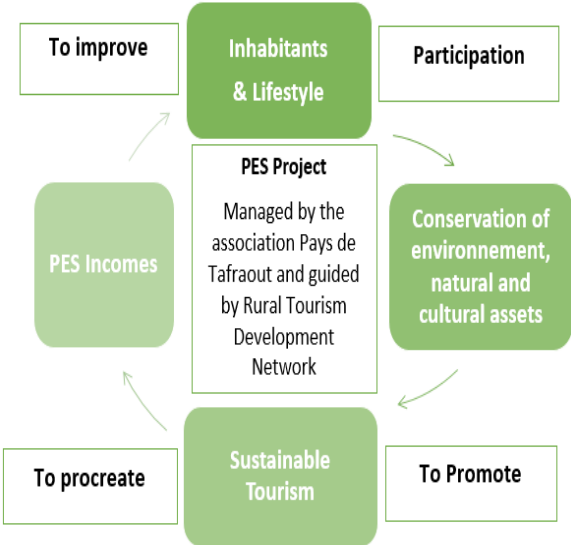 To improve
Inhabitants
& Lifestyle
Participation
PES Project
Managed by the
association Pays de
Tafraout and guided
by Rural Tourism
Development
Network
PES Incomes
Conservation of
environnement,
natural and
cultural assets
To procreate
Sustainable
Tourism
To Promote